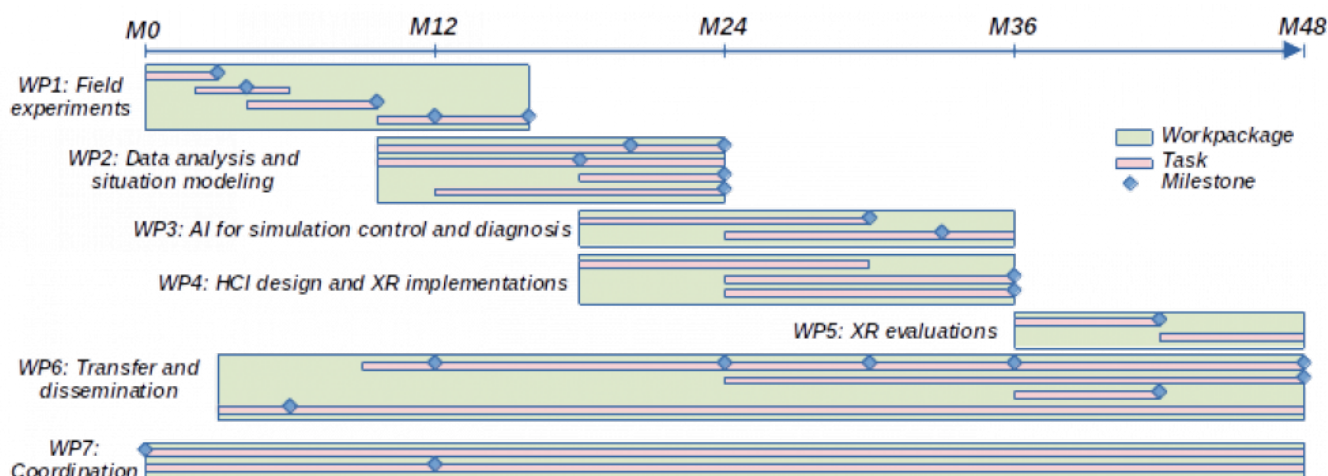 M0 M12 M24 M36 M48
WP1: Field
experiments
Workpackage
Task
Milestone
WP2: Data analysis and
situation modeling
WP3: AI for simulation control and diagnosis
WP4: HCI design and XR implementations
WP5: XR evaluations
WP6: Transfer and
dissemination
WP7:
Coordination